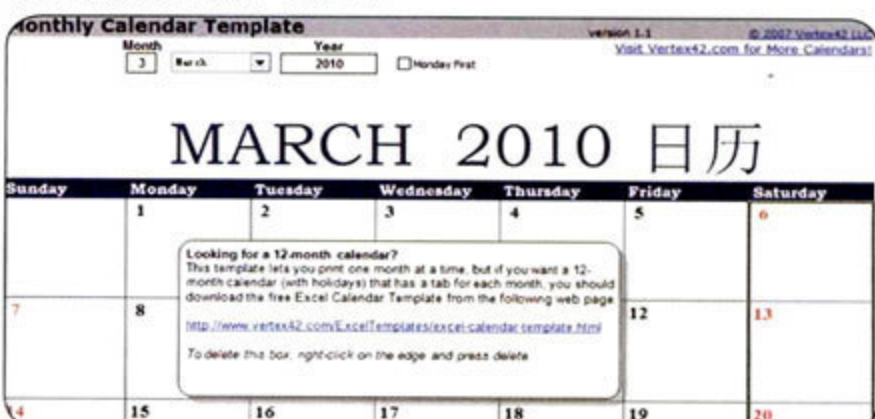 Monthly Calendar Template version 1.1 © 2007 Vertex42 LLC
Month Year Visit Vertex42.com for More Calendars!
3 March 2010 Monday First
MARCH 2010 日历
Sunday Monday Tuesday Wednesday Thursday Friday Saturday
1 2 3 4 5 6
Looking for a 12-month calendar?
This template lets you print one month at a time, but if you want a 12-
month calendar (with holidays) that has a tab for each month, you should
download the free Excel Calendar Template from the following web page
7 8 12 13
http://www.vertex42.com/ExcelTemplates/excel-calendar-template.html
To delete this box, right-click on the edge and press delete
14 15 16 17 18 19 20